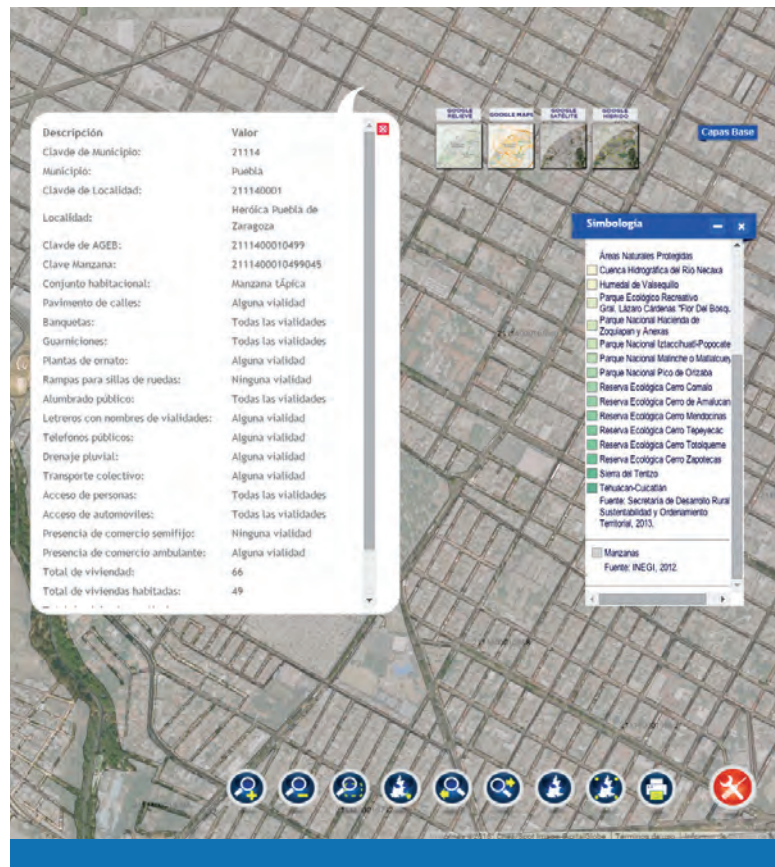 GOOGLE RELIEVE
GOOGLE MAPS
GOOGLE SATÉLITE
GOOGLE HÍBRIDO
Capas Base
Descripción Valor
Clavde de Municipio: 21114
Municipio: Puebla
Clavde de Localidad: 211140001
Localidad: Heróica Puebla de
Zaragoza
Clavde de AGEB: 2111400010499
Clave Manzana: 2111400010499045
Conjunto habitacional: Manzana tÁpica
Pavimento de calles: Alguna vialidad
Banquetas: Todas las vialidades
Guarniciones: Todas las vialidades
Plantas de ornato: Alguna vialidad
Rampas para sillas de ruedas: Ninguna vialidad
Alumbrado público: Todas las vialidades
Letreros con nombres de vialidades: Alguna vialidad
Telefonos públicos: Alguna vialidad
Drenaje pluvial: Alguna vialidad
Transporte colectivo: Alguna vialidad
Acceso de personas: Todas las vialidades
Acceso de automoviles: Todas las vialidades
Presencia de comercio semifijo: Ninguna vialidad
Presencia de comercio ambulante: Alguna vialidad
Total de viviendad: 66
Total de viviendas habitadas: 49
Simbología
Áreas Naturales Protegidas
Cuenca Hidrográfica del Río Necaxa
Humedal de Valsequillo
Parque Ecológico Recreativo
Gral. Lázaro Cárdenas "Flor Del Bosq.
Parque Nacional Hacienda de
Zoquiapan y Anexas
Parque Nacional Iztaccíhuatl-Popocate
Parque Nacional Malinche o Matlalcuey
Parque Nacional Pico de Orizaba
Reserva Ecológica Cerro Comalo
Reserva Ecológica Cerro de Amalucan
Reserva Ecológica Cerro Mendocinas
Reserva Ecológica Cerro Tepeyacac
Reserva Ecológica Cerro Totolqueme
Reserva Ecológica Cerro Zapotecas
Sierra del Tentzo
Tehuacán-Cuicatlán
Fuente: Secretaría de Desarrollo Rural
Sustentabilidad y Ordenamiento
Territorial, 2013.
Manzanas
Fuente: INEGI, 2012.